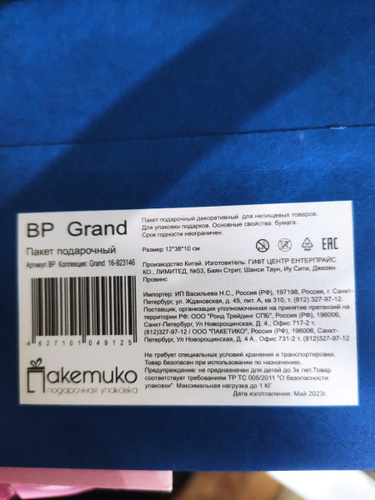 BP Grand
Пакет подарочный
Артикул BP Коллекция: Grand 16-923146
4 627101 049125
Пакетико
подарочная упаковка
Пакет подарочный декоративный для непищевых товаров.
Для упаковки подарков. Основные свойства: бумага.
Срок годности неограничен.
Размер 12*38*10 см
EAC
Производство Китай. Изготовитель: ГИФТ ЦЕНТР ЕНТЕРПРАЙС
КО., ЛИМИТЕД, №53, Баян Стрит, Шанси Таун, Иу Сити, Джезян
Провинс
Импортер: ИП Васильева Н.С., Россия (РФ), 197198, Россия, г. Санкт-
Петербург, ул. Ждановская, д. 45, лит. А, кв 310, т. (812) 327-97-12.
Поставщик, организация уполномоченная на принятие претензий на
территории РФ: ООО "Ронд Трейдинг СПБ", Россия (РФ), 196006,
Санкт-Петербург, Ул Новорощинская, Д 4., Офис 717-2 т.:
(812)327-97-12 / ООО "ПАКЕТИКО", Россия (РФ), 196006, Санкт-
Петербург, Ул Новорощинская, Д 4 А., Офис 731-2 т. (812)327-97-12
Не требует специальных условий хранения и транспортировки.
Товар безопасен при использовании по назначению.
Предупреждение: не предназначен для детей до 3х лет.Товар
соответствует требованиям ТР ТС 005/2011 "О безопасности
упаковки". Максимальная нагрузка до 1 КГ
Дата изготовления: Май 2023г.